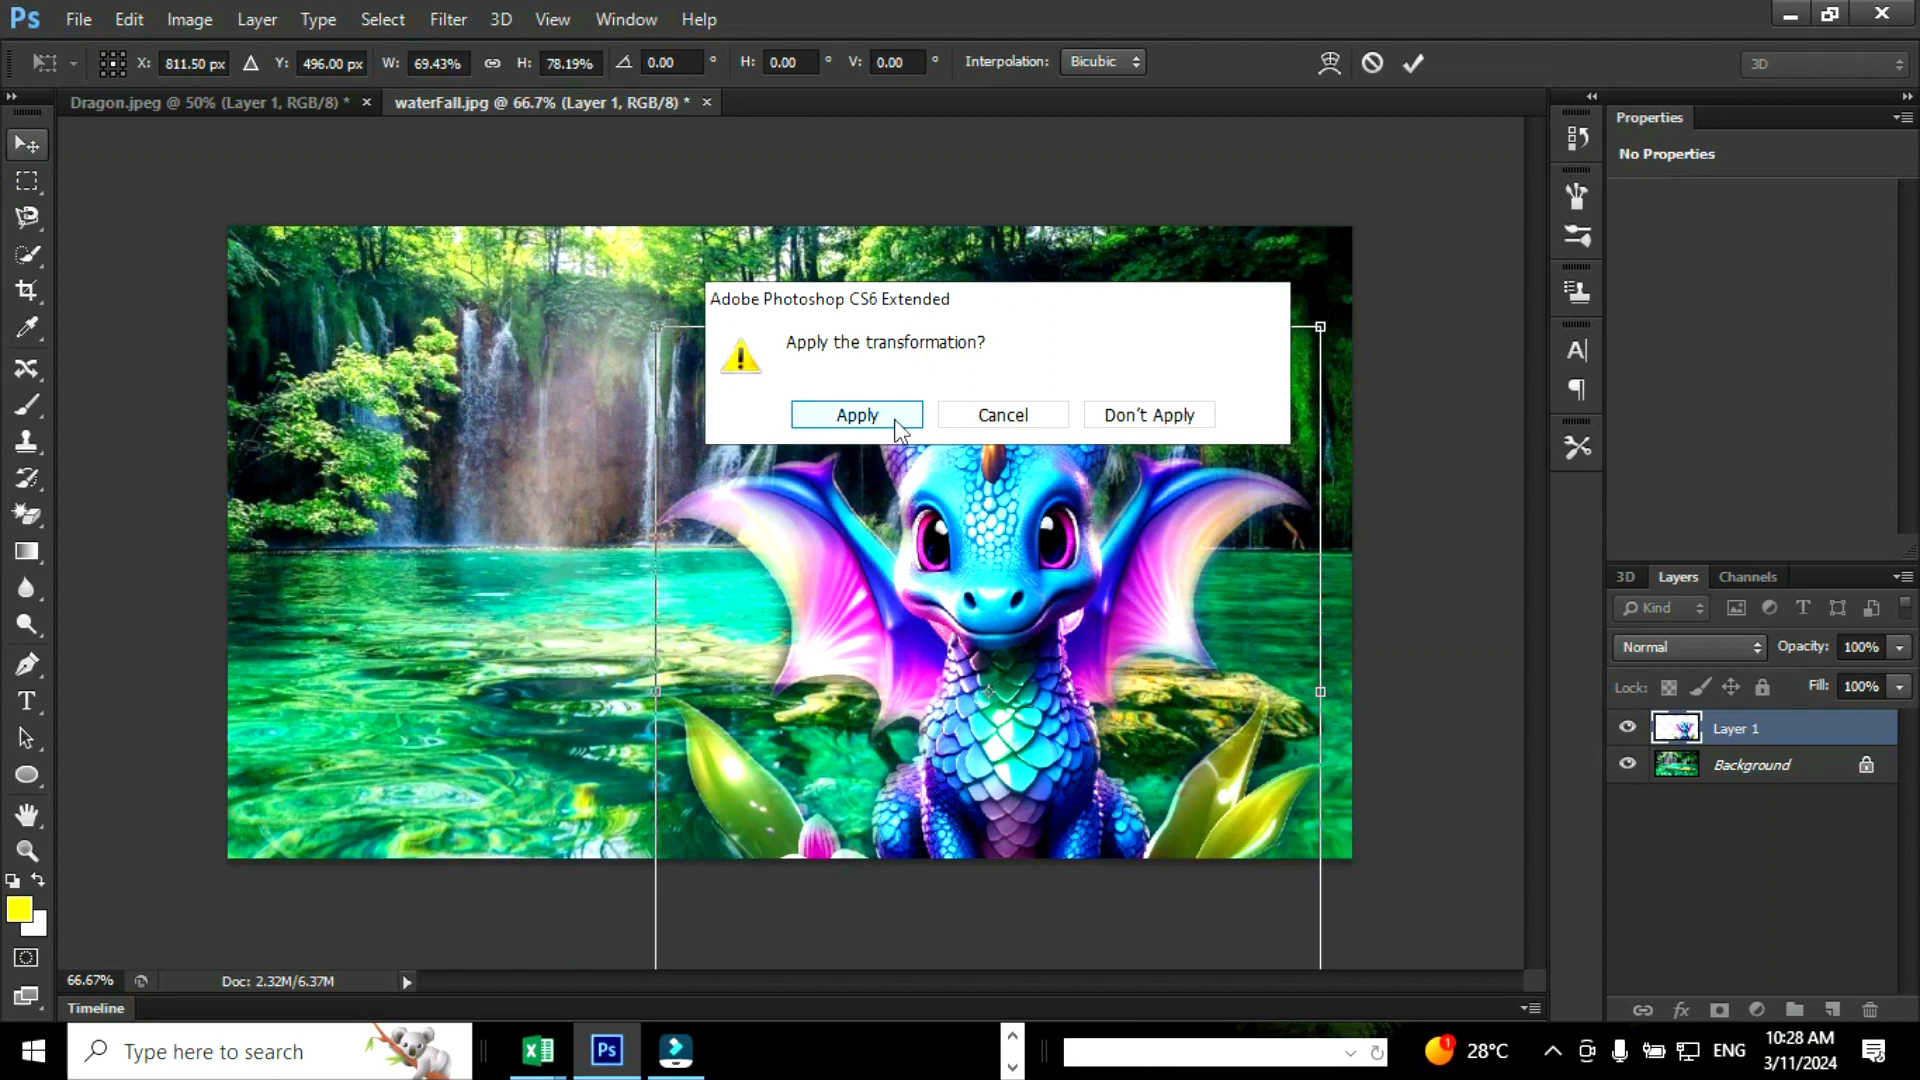 Ps File Edit Image Layer Type Select Filter 3D View Window Help
X: 811.50 px Y: 496.00 px W: 69.43% H: 78.19% 0.00 ° H: 0.00 ° V: 0.00 ° Interpolation: Bicubic 3D
Dragon.jpeg @ 50% (Layer 1, RGB/8) * × waterFall.jpg @ 66.7% (Layer 1, RGB/8) * ×
Properties
No Properties
Adobe Photoshop CS6 Extended
Apply the transformation?
Apply Cancel Don't Apply
3D Layers Channels
Kind
Normal Opacity: 100%
Lock: Fill: 100%
Layer 1
Background
66.67% Doc: 2.32M/6.37M
Timeline
Type here to search
Ps
1 28°C ENG
10:28 AM
3/11/2024